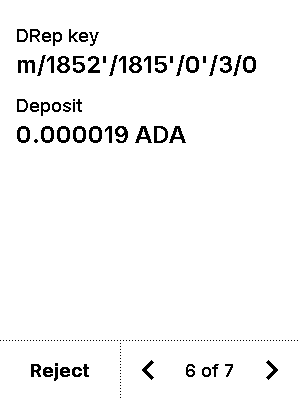 DRep key
m/1852'/1815'/0'/3/0
Deposit
0.000019 ADA
Reject
6 of 7